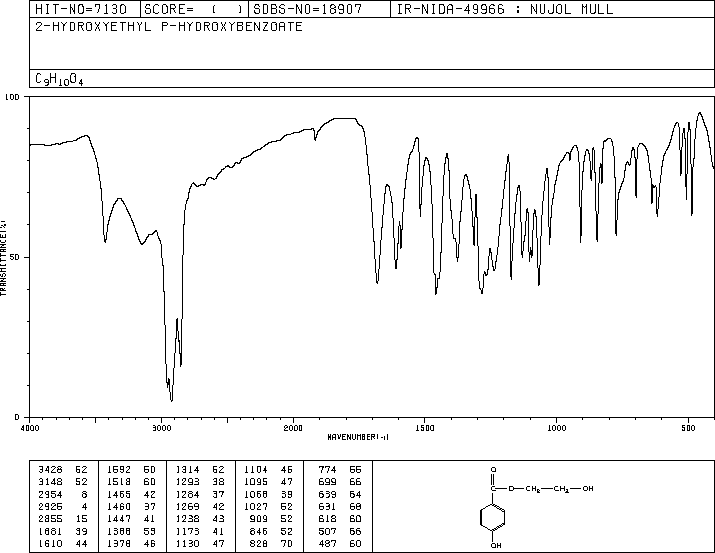 HIT-NO=7130 SCORE= ( ) SDBS-NO=18907 IR-NIDA-49966 : NUJOL MULL
2-HYDROXYETHYL P-HYDROXYBENZOATE
C9H10O4
100
50
0
TRANSMITTANCE(%)
4000 3000 2000 1500 1000 500
WAVENUMBER(-1)
3428 52 1592 50 1314 52 1104 46 774 55
3148 52 1518 60 1293 38 1095 47 699 66
2954 8 1465 42 1284 37 1068 39 639 64
2925 4 1460 37 1269 42 1027 52 631 68
2855 15 1447 41 1238 43 909 52 618 60
1681 39 1388 53 1173 41 846 52 507 66
1610 44 1378 46 1130 47 828 70 487 60
O
C—O—CH2—CH2—OH
OH